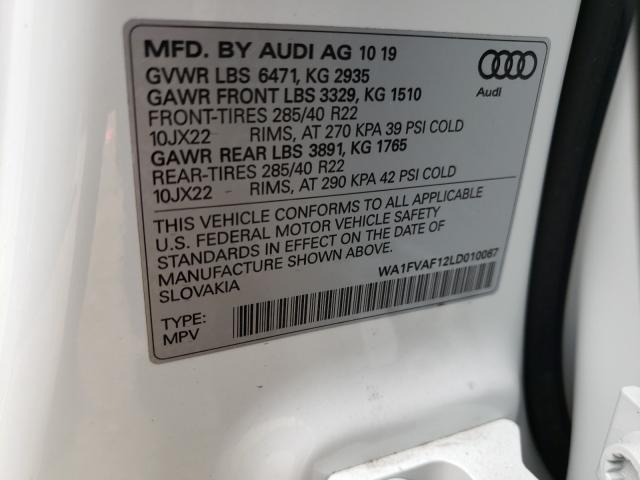 MFD. BY AUDI AG 10 19
GVWR LBS 6471, KG 2935
GAWR FRONT LBS 3329, KG 1510
FRONT-TIRES 285/40 R22
10JX22 RIMS, AT 270 KPA 39 PSI COLD
GAWR REAR LBS 3891, KG 1765
REAR-TIRES 285/40 R22
10JX22 RIMS, AT 290 KPA 42 PSI COLD
Audi
THIS VEHICLE CONFORMS TO ALL APPLICABLE
U.S. FEDERAL MOTOR VEHICLE SAFETY
STANDARDS IN EFFECT ON THE DATE OF
MANUFACTURE SHOWN ABOVE.
SLOVAKIA
WA1FVAF12LD010087
TYPE:
MPV